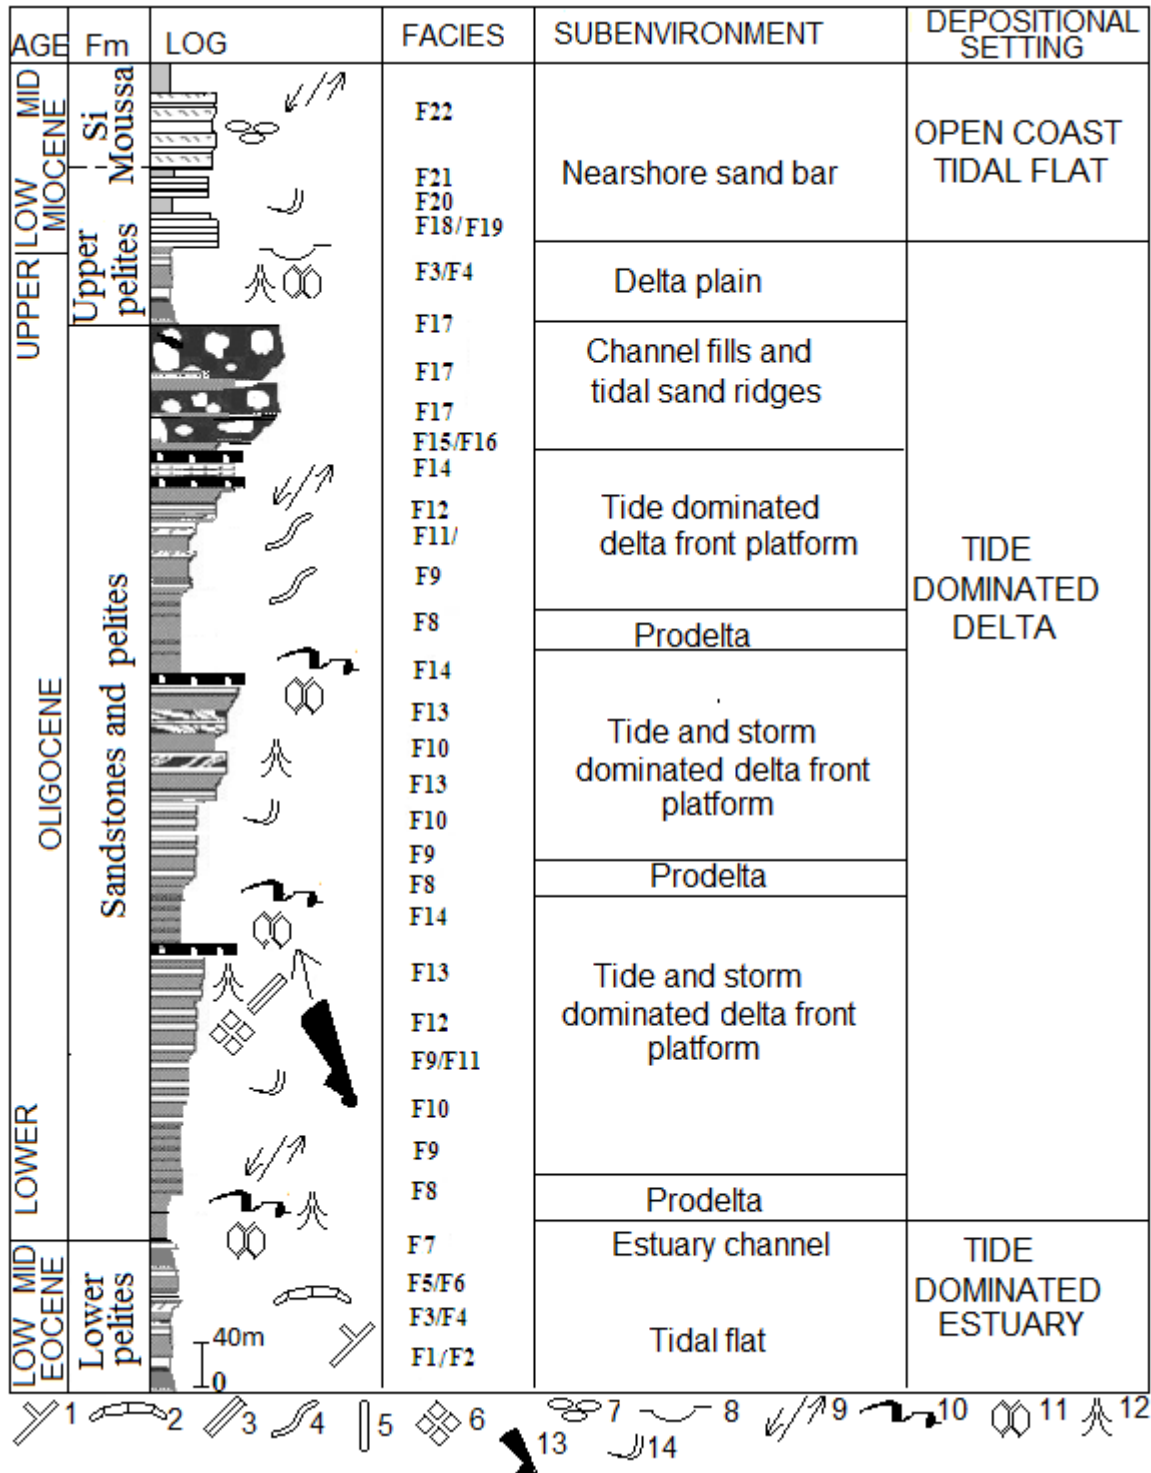 AGE Fm LOG FACIES SUBENVIRONMENT DEPOSITIONAL SETTING
LOW MID
MIOCENE
Si
Moussa
F22
OPEN COAST
TIDAL FLAT
Nearshore sand bar
F21
F20
F18/F19
UPPER
Upper
pelites
F3/F4
Delta plain
F17
Channel fills and
tidal sand ridges
F17
F17
F15/F16
F14
Tide dominated
delta front platform
F12
F11/
F9
TIDE
DOMINATED
DELTA
F8
Prodelta
OLIGOCENE
Sandstones and pelites
F14
F13
Tide and storm
dominated delta front
platform
F10
F13
F10
F9
Prodelta
F8
F14
F13
Tide and storm
dominated delta front
platform
F12
F9/F11
F10
LOWER
F9
F8
Prodelta
LOW MID
EOCENE
Lower
pelites
F7
Estuary channel
TIDE
DOMINATED
ESTUARY
F5/F6
F3/F4
Tidal flat
F1/F2
40m
0
1 2 3 4 5 6 7 8 9 10 11 12
13 14